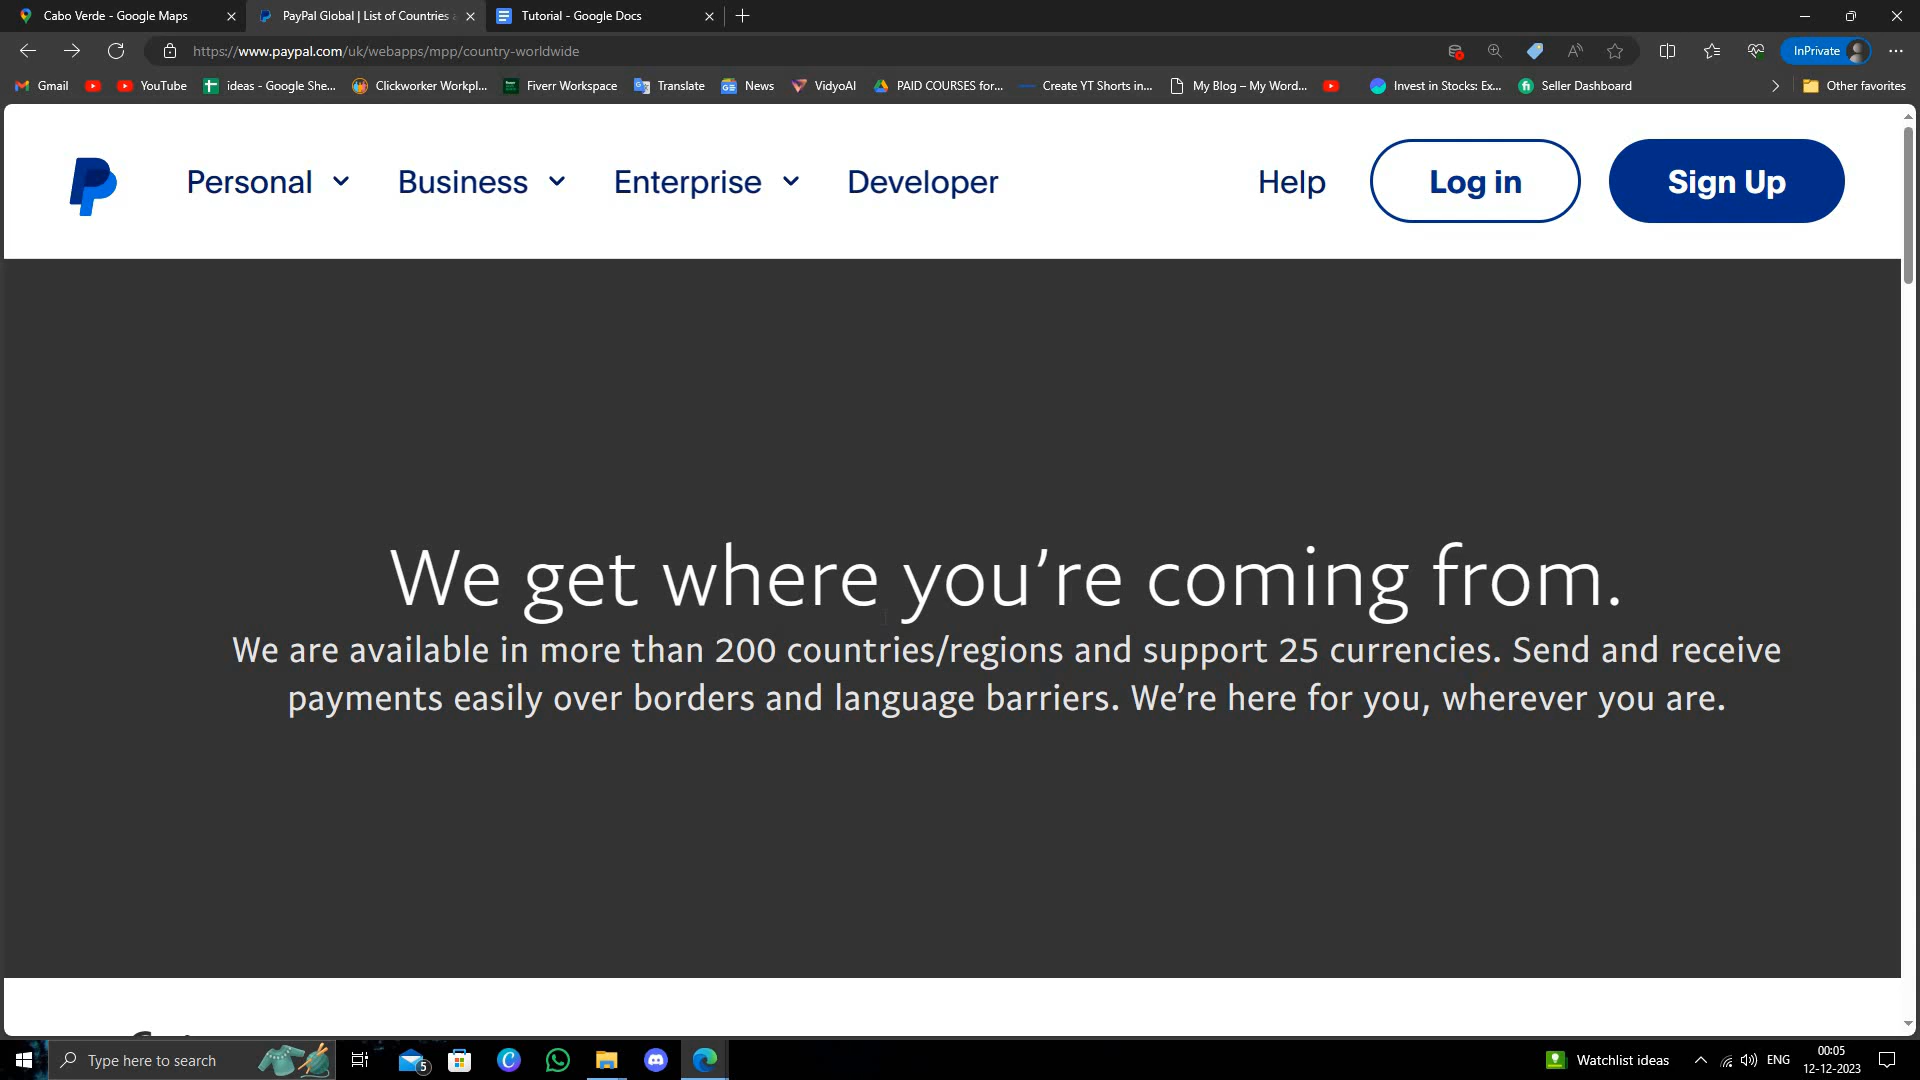 Cabo Verde - Google Maps
PayPal Global | List of Countries
Tutorial - Google Docs
https://www.paypal.com/uk/webapps/mpp/country-worldwide
InPrivate
Gmail
YouTube
ideas - Google She...
Clickworker Workpl...
Fiverr Workspace
Translate
News
VidyoAI
PAID COURSES for...
Create YT Shorts in...
My Blog – My Word...
Invest in Stocks: Ex...
Seller Dashboard
Other favorites
Personal
Business
Enterprise
Developer
Help
Log in
Sign Up
We get where you’re coming from.
We are available in more than 200 countries/regions and support 25 currencies. Send and receive
payments easily over borders and language barriers. We’re here for you, wherever you are.
Type here to search
5
Watchlist ideas
ENG
00:05
12-12-2023